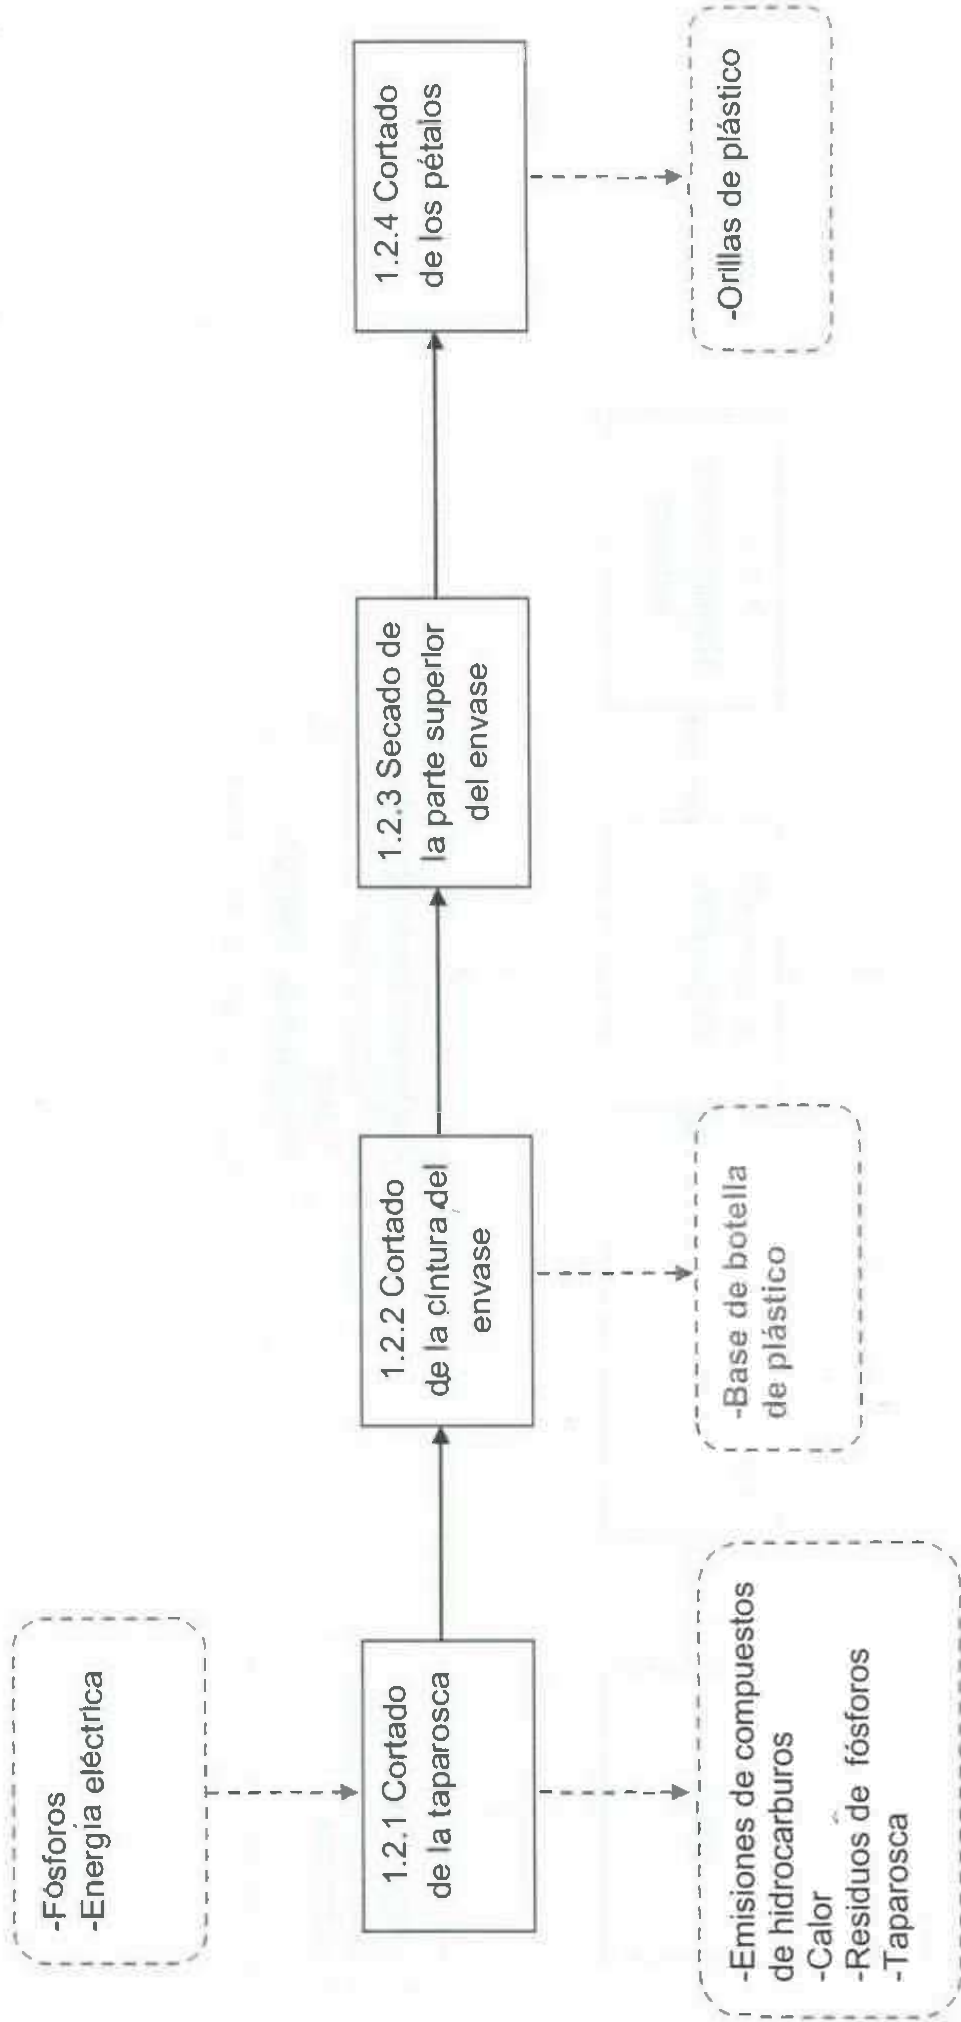 -Fósforos
-Energía eléctrica
1.2.1 Cortado
de la taparosca
1.2.2 Cortado
de la cintura del
envase
1.2.3 Secado de
la parte superior
del envase
1.2.4 Cortado
de los pétalos
-Emisiones de compuestos
de hidrocarburos
-Calor
-Residuos de fósforos
-Taparosca
-Base de botella
de plástico
-Orillas de plástico